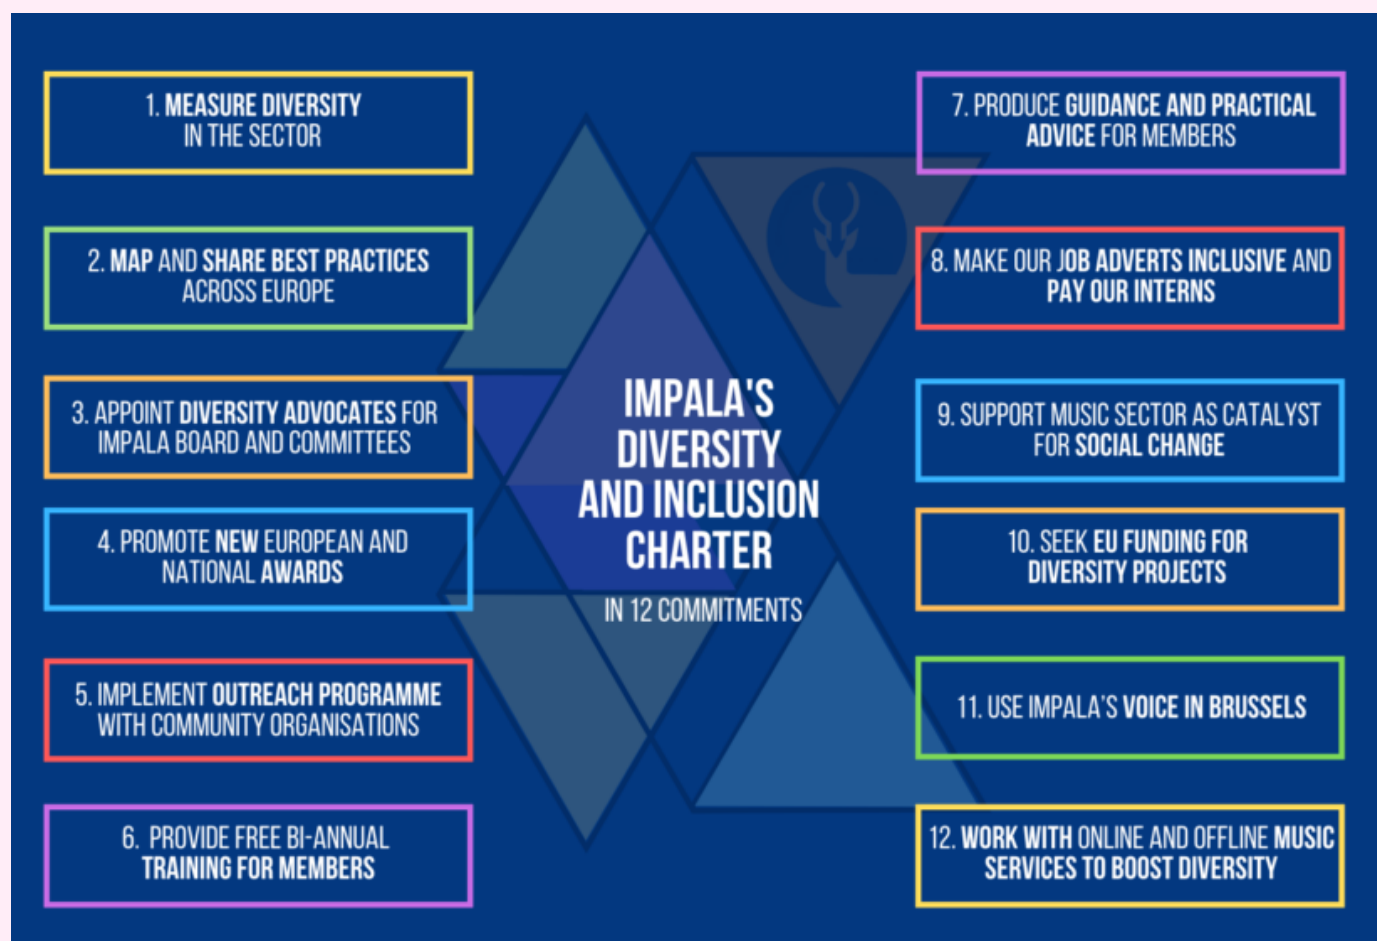 1. MEASURE DIVERSITY
IN THE SECTOR
2. MAP AND SHARE BEST PRACTICES
ACROSS EUROPE
3. APPOINT DIVERSITY ADVOCATES FOR
IMPALA BOARD AND COMMITTEES
4. PROMOTE NEW EUROPEAN AND
NATIONAL AWARDS
5. IMPLEMENT OUTREACH PROGRAMME
WITH COMMUNITY ORGANISATIONS
6. PROVIDE FREE BI-ANNUAL
TRAINING FOR MEMBERS
IMPALA'S
DIVERSITY
AND INCLUSION
CHARTER
IN 12 COMMITMENTS
7. PRODUCE GUIDANCE AND PRACTICAL
ADVICE FOR MEMBERS
8. MAKE OUR JOB ADVERTS INCLUSIVE AND
PAY OUR INTERNS
9. SUPPORT MUSIC SECTOR AS CATALYST
FOR SOCIAL CHANGE
10. SEEK EU FUNDING FOR
DIVERSITY PROJECTS
11. USE IMPALA'S VOICE IN BRUSSELS
12. WORK WITH ONLINE AND OFFLINE MUSIC
SERVICES TO BOOST DIVERSITY